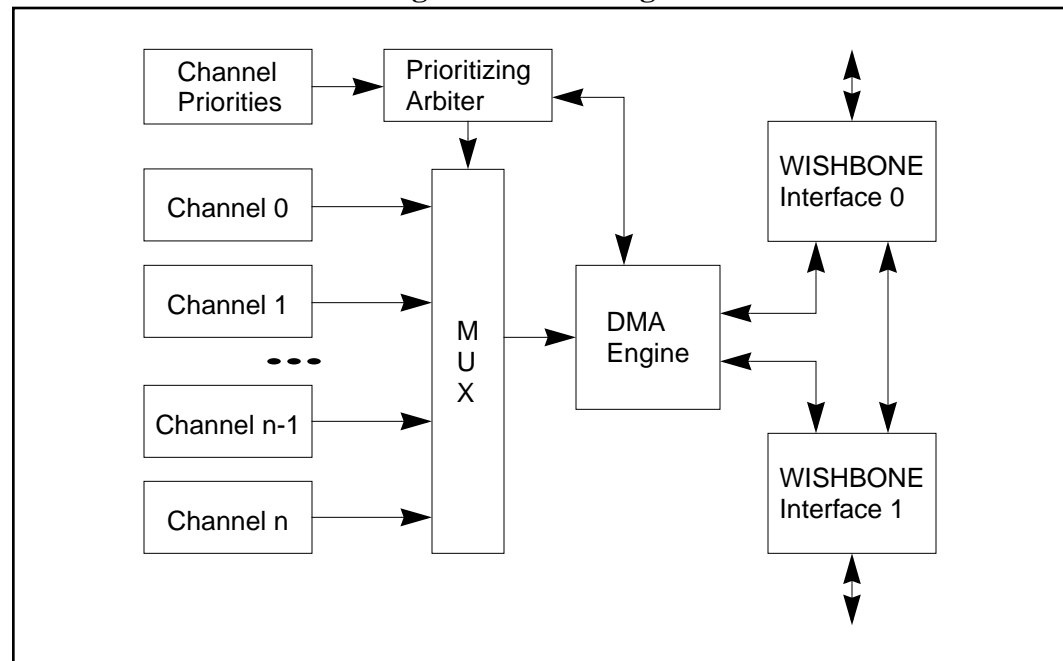 Channel
Priorities
Prioritizing
Arbiter
WISHBONE
Interface 0
Channel 0
Channel 1
M
U
X
DMA
Engine
Channel n-1
Channel n
WISHBONE
Interface 1